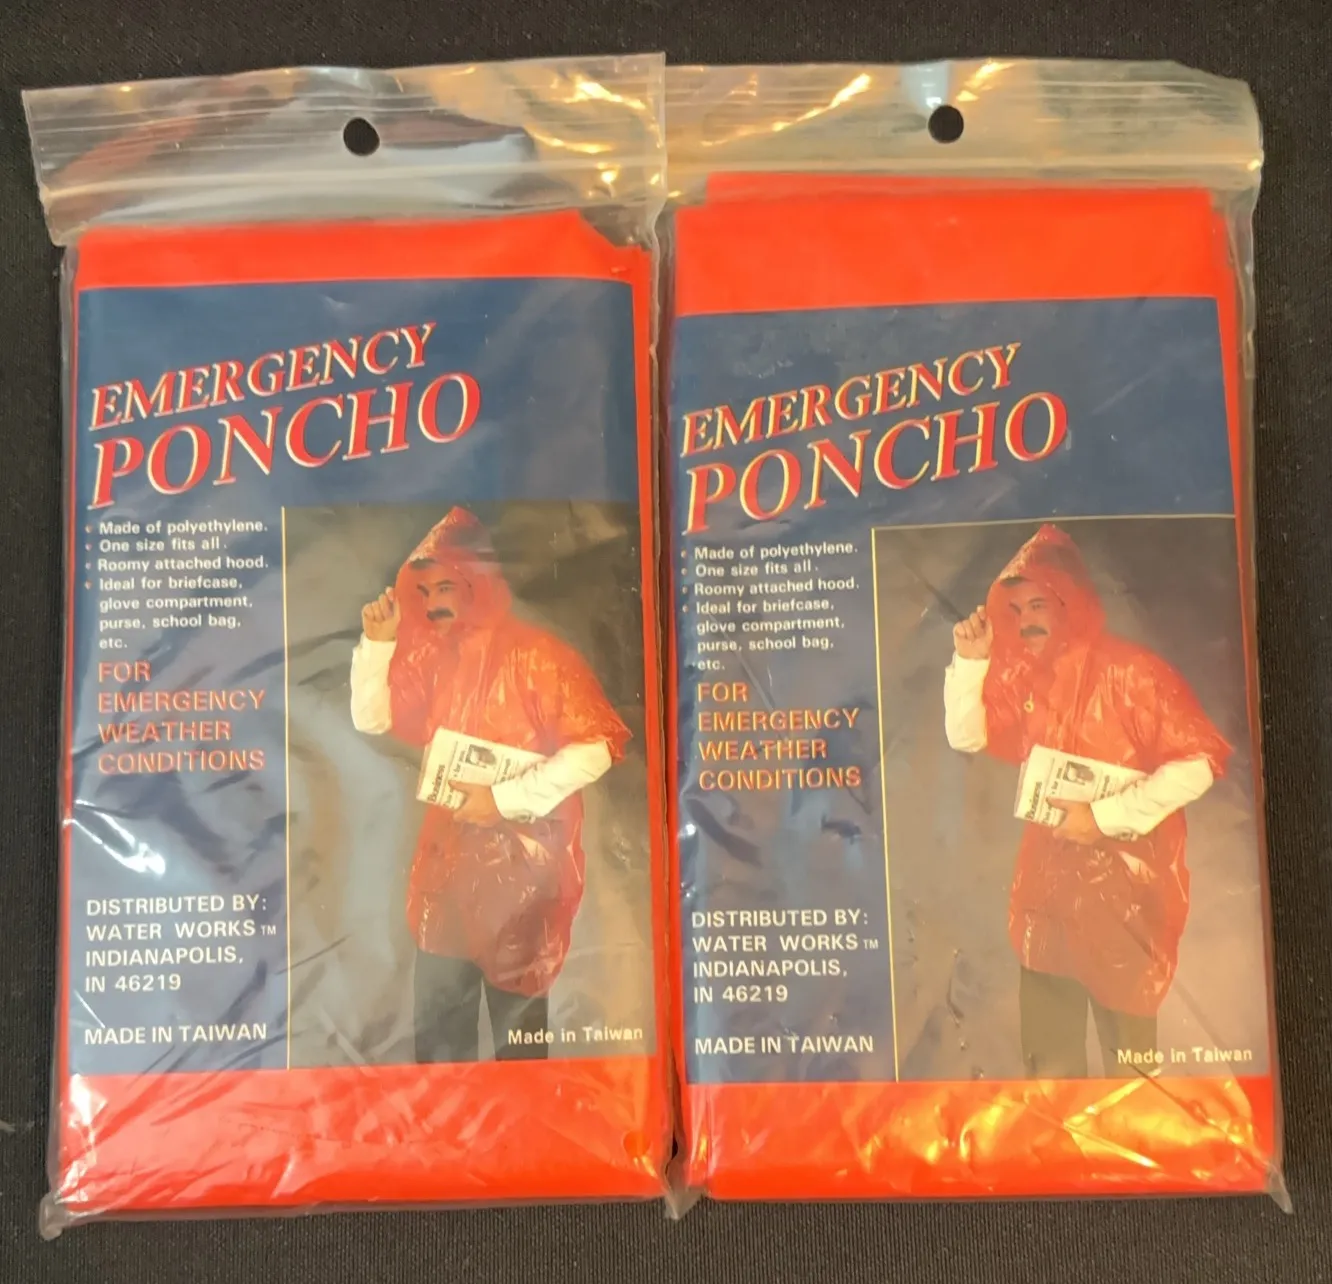 EMERGENCY
PONCHO
Made of polyethylene.
One size fits all.
Roomy attached hood.
Ideal for briefcase,
glove compartment,
purse, school bag,
etc.
FOR
EMERGENCY
WEATHER
CONDITIONS
Business
DISTRIBUTED BY:
WATER WORKS TM
INDIANAPOLIS,
IN 46219
MADE IN TAIWAN
Made in Taiwan
EMERGENCY
PONCHO
Made of polyethylene.
One size fits all.
Roomy attached hood.
Ideal for briefcase,
glove compartment,
purse, school bag,
etc.
FOR
EMERGENCY
WEATHER
CONDITIONS
Business
DISTRIBUTED BY:
WATER WORKS TM
INDIANAPOLIS,
IN 46219
MADE IN TAIWAN
Made in Taiwan